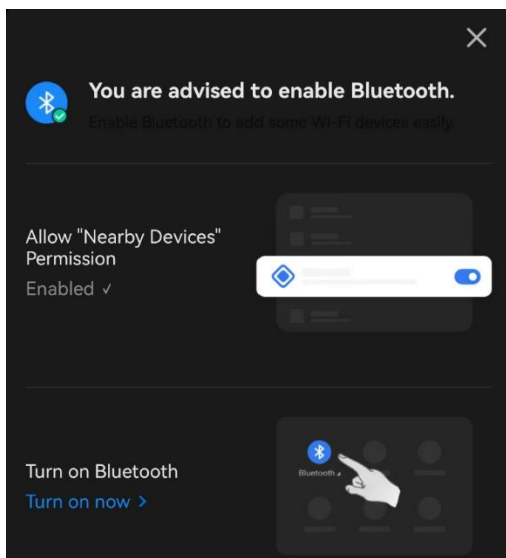 You are advised to enable Bluetooth.
Enable Bluetooth to add some Wi-Fi devices easily.
Allow "Nearby Devices"
Permission
Enabled ✓
Bluetooth
Turn on Bluetooth
Turn on now >